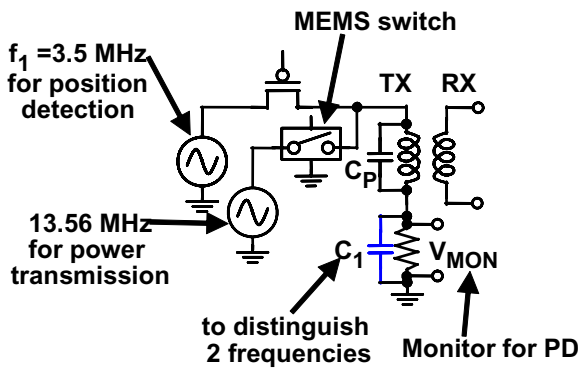 MEMS switch
f1 =3.5 MHz
for position
detection
TX
RX
CP
13.56 MHz
for power
transmission
C1
VMON
to distinguish
2 frequencies
Monitor for PD